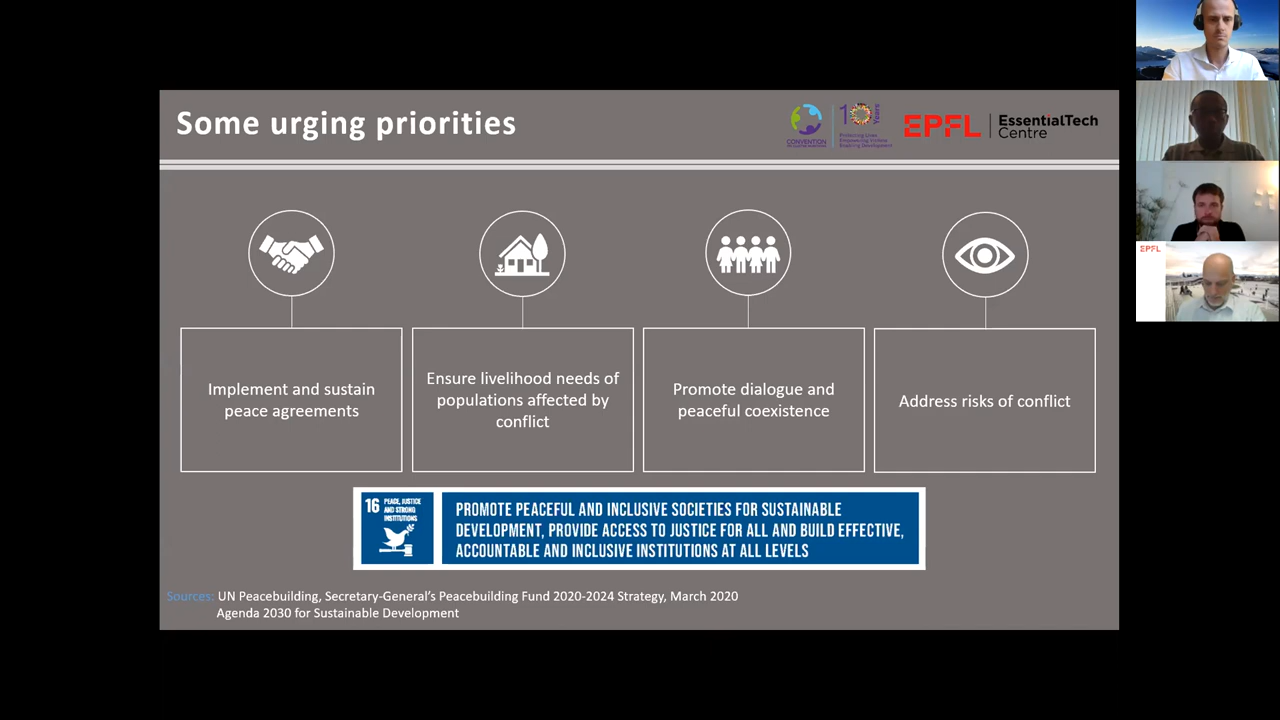 Some urging priorities
CONVENTION
10 Years
EPFL
EssentialTech
Centre
EPFL
Implement and sustain
peace agreements
Ensure livelihood needs of
populations affected by
conflict
Promote dialogue and
peaceful coexistence
Address risks of conflict
16 PEACE, JUSTICE
AND STRONG
INSTITUTIONS
PROMOTE PEACEFUL AND INCLUSIVE SOCIETIES FOR SUSTAINABLE
DEVELOPMENT, PROVIDE ACCESS TO JUSTICE FOR ALL AND BUILD EFFECTIVE,
ACCOUNTABLE AND INCLUSIVE INSTITUTIONS AT ALL LEVELS
Sources: UN Peacebuilding, Secretary-General’s Peacebuilding Fund 2020-2024 Strategy, March 2020
Agenda 2030 for Sustainable Development